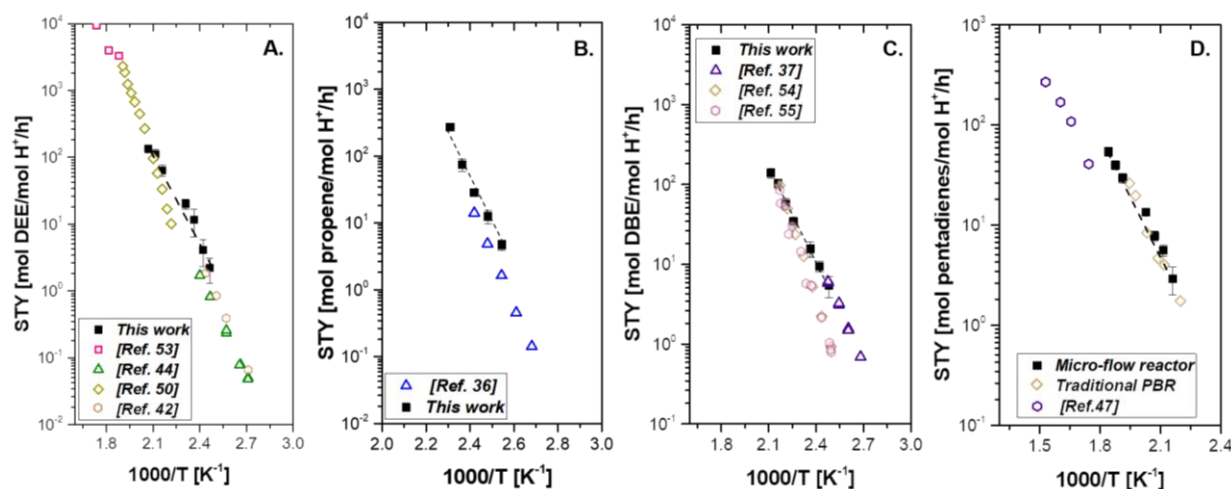 A.
STY [mol DEE/mol H⁺/h]
10⁴
10³
10²
10¹
10⁰
10⁻¹
10⁻²
This work
[Ref. 53]
[Ref. 44]
[Ref. 50]
[Ref. 42]
1.8 2.1 2.4 2.7 3.0
1000/T [K⁻¹]
B.
STY [mol propene/mol H⁺/h]
10⁴
10³
10²
10¹
10⁰
10⁻¹
10⁻²
[Ref. 36]
This work
2.0 2.2 2.4 2.6 2.8 3.0
1000/T [K⁻¹]
C.
STY [mol DBE/mol H⁺/h]
10⁴
10³
10²
10¹
10⁰
10⁻¹
This work
[Ref. 37]
[Ref. 54]
[Ref. 55]
1.8 2.1 2.4 2.7 3.0
1000/T [K⁻¹]
D.
STY [mol pentadienes/mol H⁺/h]
10³
10²
10¹
10⁰
10⁻¹
Micro-flow reactor
Traditional PBR
[Ref.47]
1.5 1.8 2.1 2.4
1000/T [K⁻¹]